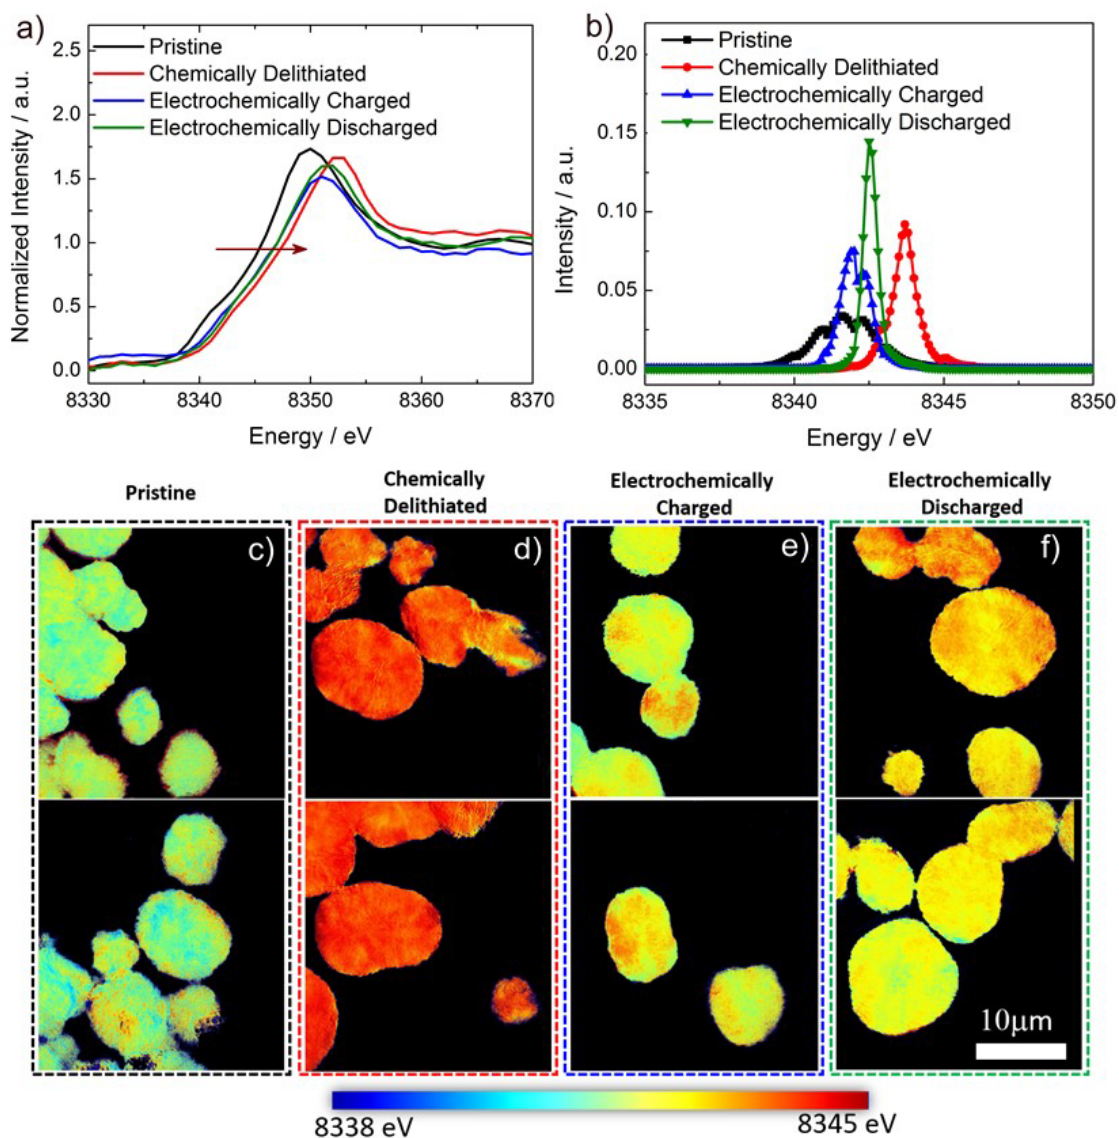 a)
2.5
2.0
1.5
1.0
0.5
0.0
Normalized Intensity / a.u.
Pristine
Chemically Delithiated
Electrochemically Charged
Electrochemically Discharged
8330
8340
8350
8360
8370
Energy / eV
b)
0.20
0.15
0.10
0.05
0.00
Intensity / a.u.
Pristine
Chemically Delithiated
Electrochemically Charged
Electrochemically Discharged
8335
8340
8345
8350
Energy / eV
Pristine
Chemically
Delithiated
Electrochemically
Charged
Electrochemically
Discharged
c)
d)
e)
f)
10μm
8338 eV
8345 eV